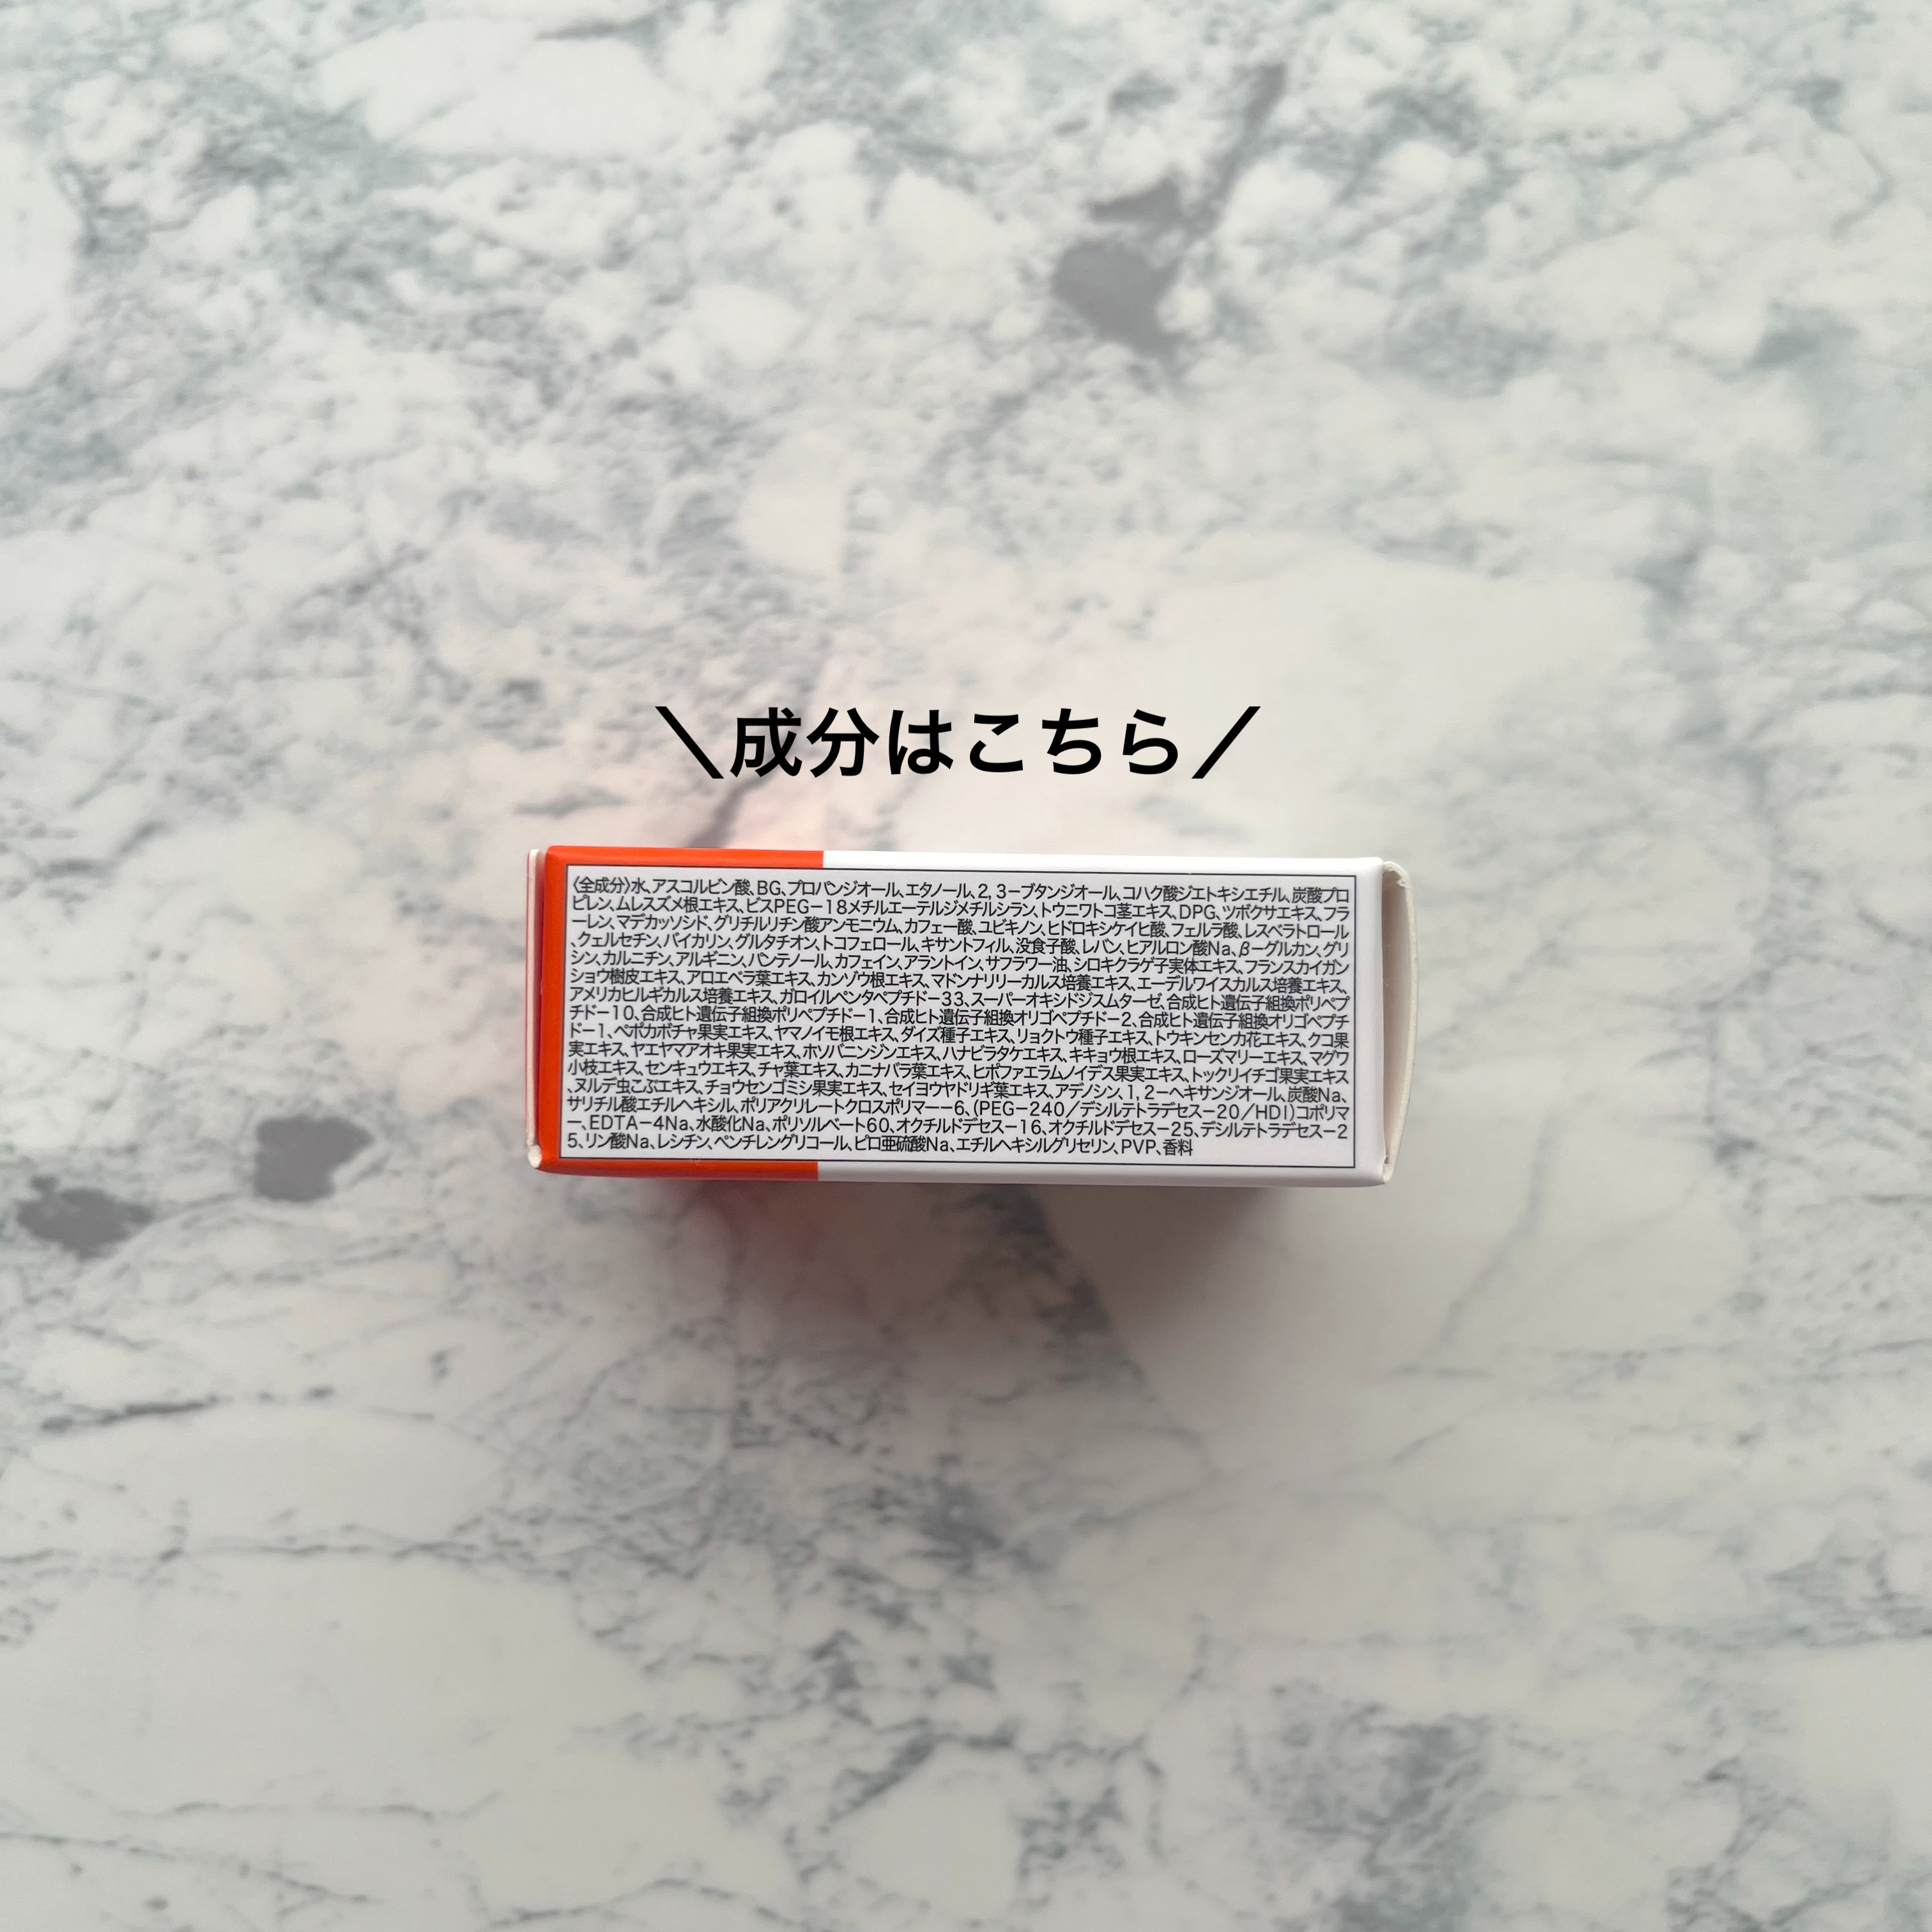 ＼成分はこちら／
〈全成分〉水、アスコルビン酸、BG、プロパンジオール、エタノール、2,3−ブタンジオール、コハク酸ジエトキシエチル、炭酸プロ
ピレン、ムレスズメ根エキス、ビスPEG−18メチルエーテルジメチルシラン、トウニワトコ茎エキス、DPG、ツボクサエキス、フラ
ーレン、マデカッソシド、グリチルリチン酸アンモニウム、カフェー酸、ユビキノン、ヒドロキシケイヒ酸、フェルラ酸、レスベラトロール
、クェルセチン、バイカリン、グルタチオン、トコフェロール、キサントフィル、没食子酸、レバン、ヒアルロン酸Na、β−グルカン、グリ
シン、カルニチン、アルギニン、パンテノール、カフェイン、アラントイン、サフラワー油、シロキクラゲ子実体エキス、フランスカイガン
ショウ樹皮エキス、アロエベラ葉エキス、カンゾウ根エキス、マドンナリリーカルス培養エキス、エーデルワイスカルス培養エキス、
アメリカヒルギカルス培養エキス、ガロイルペンタペプチド−33、スーパーオキシドジスムターゼ、合成ヒト遺伝子組換ポリペプ
チド−10、合成ヒト遺伝子組換ポリペプチド−1、合成ヒト遺伝子組換オリゴペプチド−2、合成ヒト遺伝子組換オリゴペプチ
ド−1、ペポカボチャ果実エキス、ヤマノイモ根エキス、ダイズ種子エキス、リョクトウ種子エキス、トウキンセンカ花エキス、クコ果
実エキス、ヤエヤマアオキ果実エキス、ホソバニンジンエキス、ハナビラタケエキス、キキョウ根エキス、ローズマリーエキス、マグワ
小枝エキス、センキュウエキス、チャ葉エキス、カニナバラ葉エキス、ヒポファエラムノイデス果実エキス、トックリイチゴ果実エキス
、ヌルデ虫こぶエキス、チョウセンゴミシ果実エキス、セイヨウヤドリギ葉エキス、アデノシン、1,2−ヘキサンジオール、炭酸Na、
サリチル酸エチルヘキシル、ポリアクリレートクロスポリマー−6、(PEG−240／デシルテトラデセス−20／HDI)コポリマ
ー、EDTA−4Na、水酸化Na、ポリソルベート60、オクチルドデセス−16、オクチルドデセス−25、デシルテトラデセス−2
5、リン酸Na、レシチン、ペンチレングリコール、ピロ亜硫酸Na、エチルヘキシルグリセリン、PVP、香料